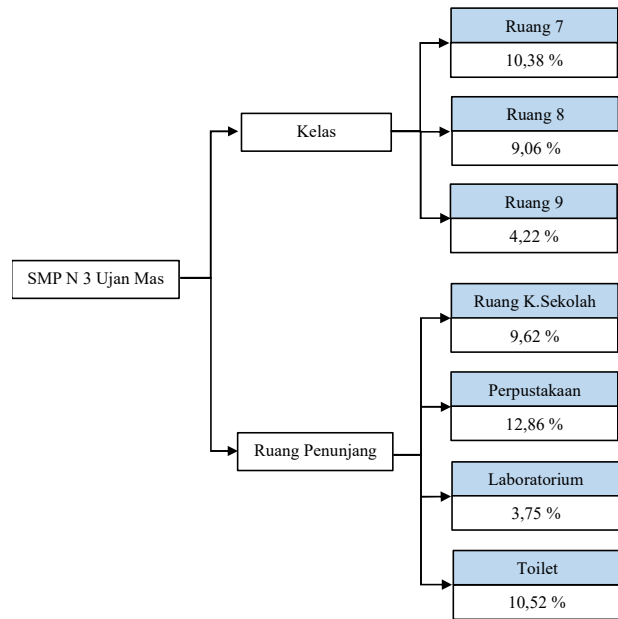 Ruang 7
10,38 %
Kelas
Ruang 8
9,06 %
Ruang 9
4,22 %
SMP N 3 Ujan Mas
Ruang K.Sekolah
9,62 %
Perpustakaan
12,86 %
Ruang Penunjang
Laboratorium
3,75 %
Toilet
10,52 %